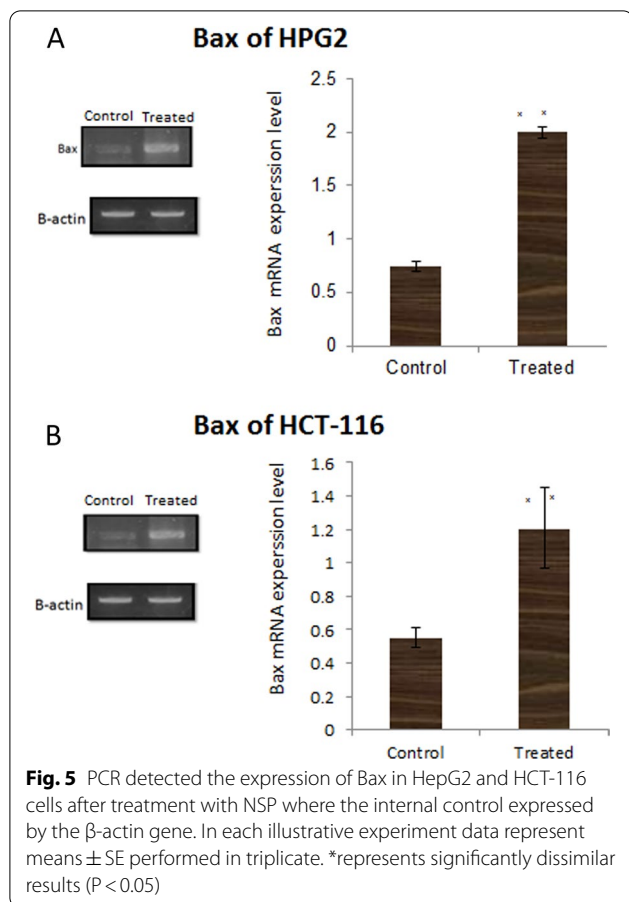 A
Bax of HPG2
Control Treated
Bax
B-actin
Bax mRNA experssion level
2.5
2
1.5
1
0.5
0
* *
Control
Treated
B
Bax of HCT-116
Control Treated
B-actin
Bax mRNA experssion level
1.6
1.4
1.2
1
0.8
0.6
0.4
0.2
0
* *
Control
Treated
Fig. 5 PCR detected the expression of Bax in HepG2 and HCT-116
cells after treatment with NSP where the internal control expressed
by the β-actin gene. In each illustrative experiment data represent
means ± SE performed in triplicate. *represents significantly dissimilar
results (P < 0.05)